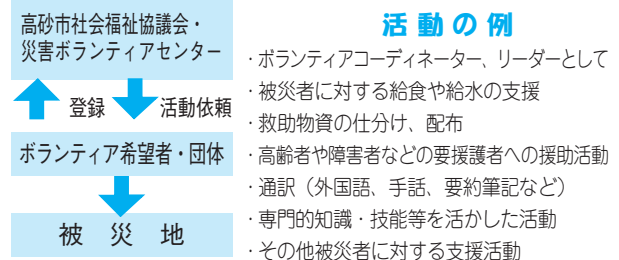 高砂市社会福祉協議会・
災害ボランティアセンター
登録 活動依頼
ボランティア希望者・団体
被災地
活動の例
・ボランティアコーディネーター、リーダーとして
・被災者に対する給食や給水の支援
・救助物資の仕分け、配布
・高齢者や障害者などの要援護者への援助活動
・通訳（外国語、手話、要約筆記など）
・専門的知識・技能等を活かした活動
・その他被災者に対する支援活動